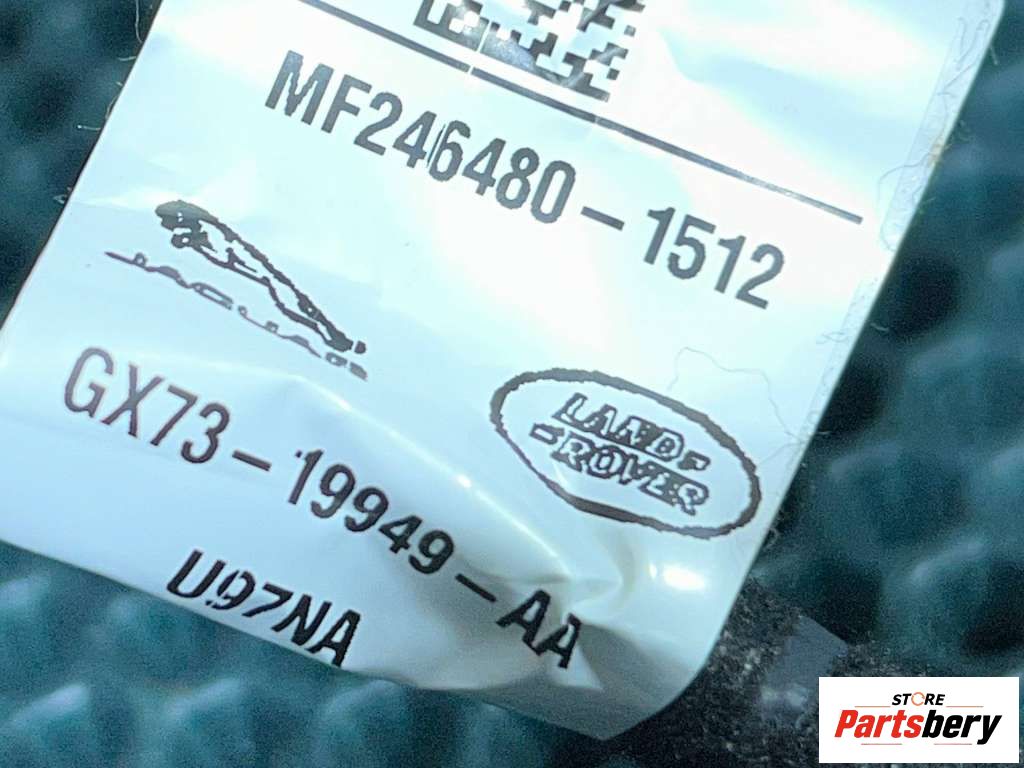 MF246480-1512
JAGUAR
LAND-
-ROVER
GX73-19949-AA
U97NA
STORE
Partsbery